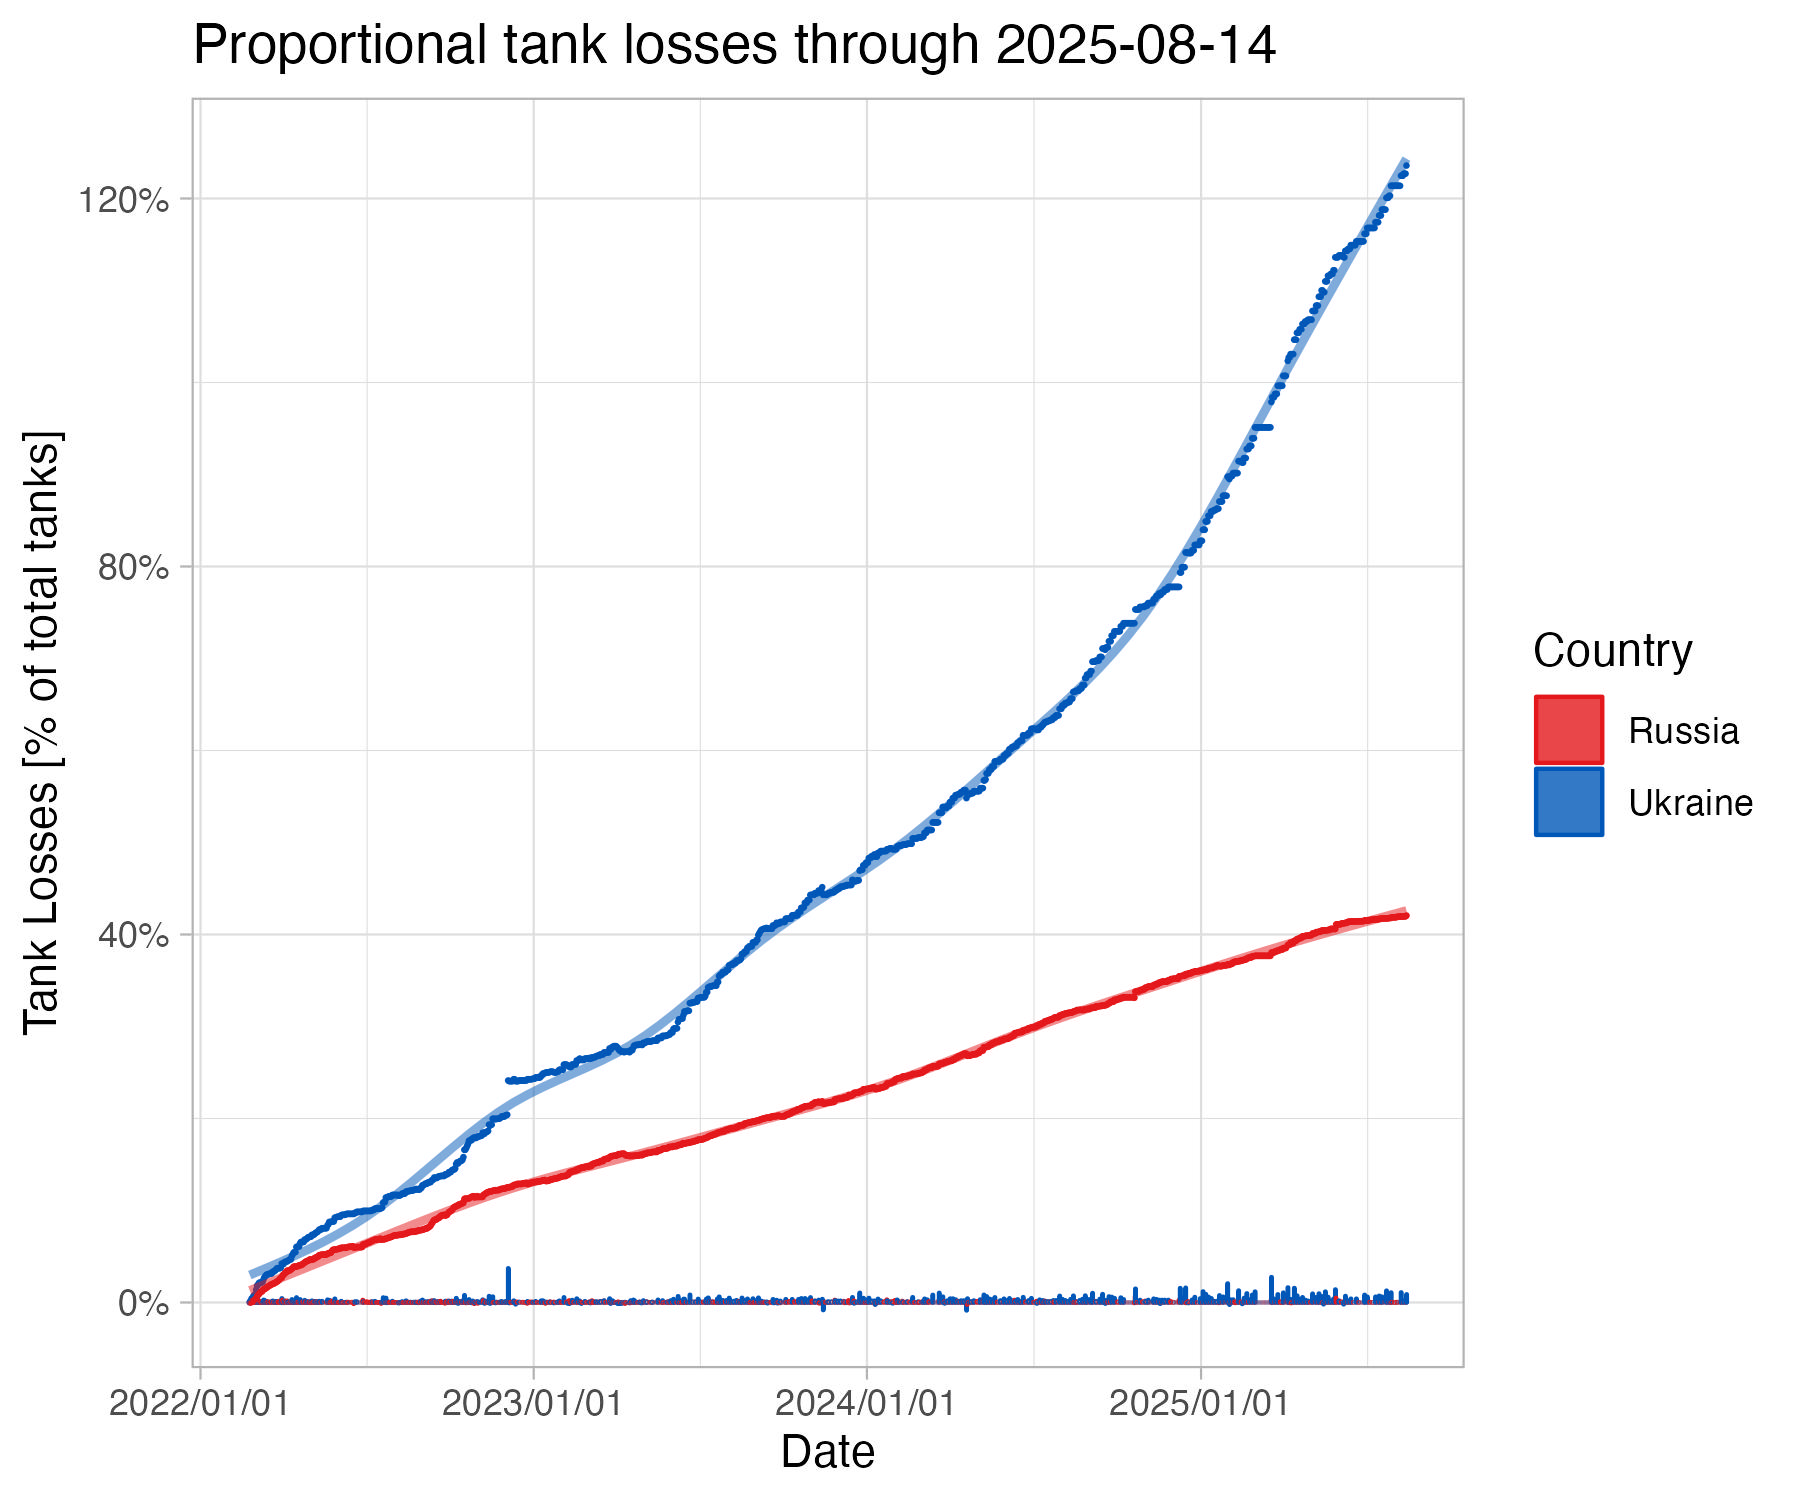 Proportional tank losses through 2025-08-14
Tank Losses [% of total tanks]
120%
80%
40%
0%
2022/01/01
2023/01/01
2024/01/01
2025/01/01
Date
Country
Russia
Ukraine